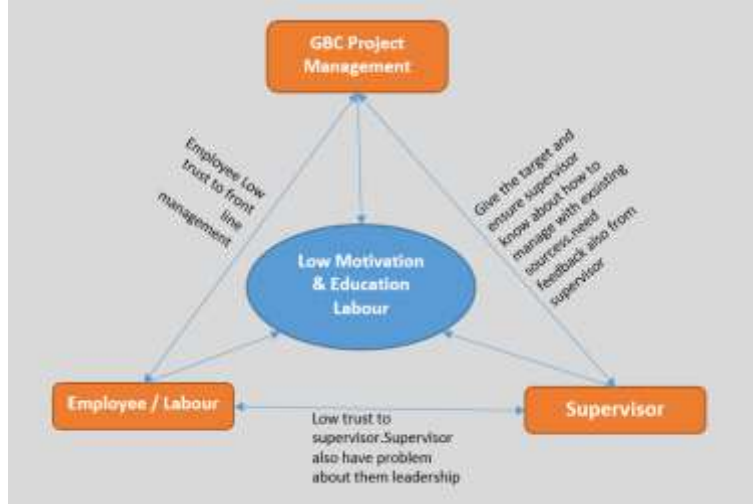 GBC Project
Management
Employee Low
trust to front
line
management
Give the target and
ensure supervisor
know about how to
manage with exsisting
sourcess.need
feedback also from
supervisor
Low Motivation
& Education
Labour
Employee / Labour
Supervisor
Low trust to
supervisor.Supervisor
also have problem
about them leadership